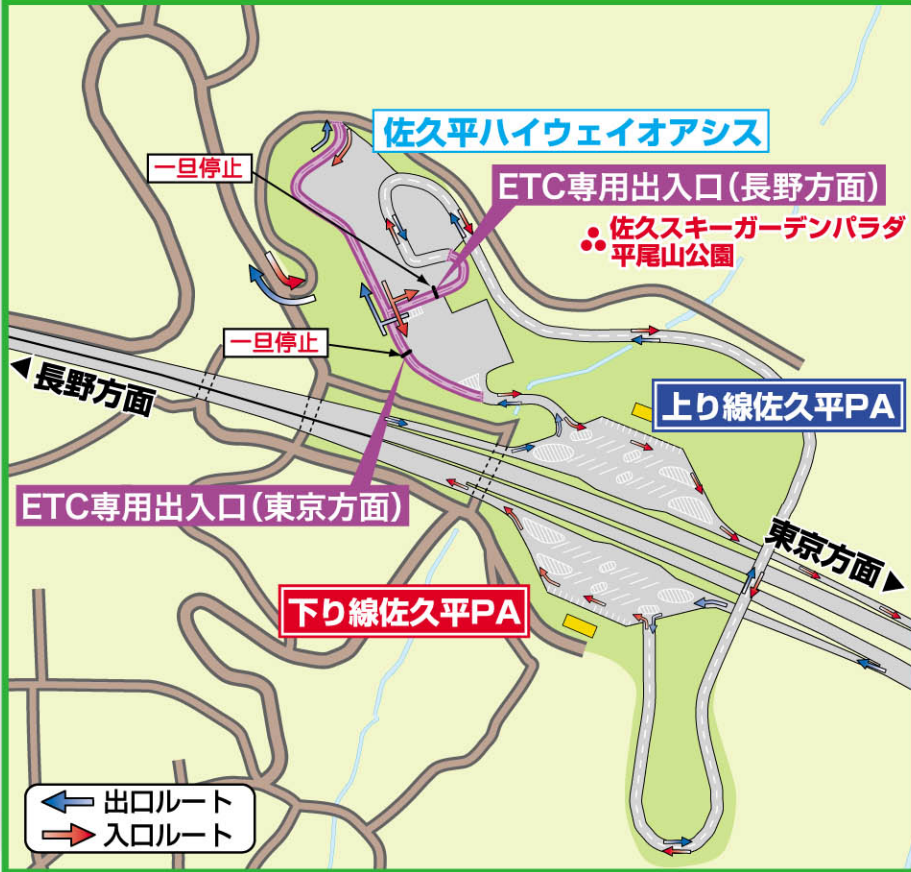 佐久平ハイウェイオアシス
一旦停止
ETC専用出入口(長野方面)
佐久スキーガーデンパラダ
平尾山公園
一旦停止
◀長野方面
上り線佐久平PA
ETC専用出入口(東京方面)
東京方面▶
下り線佐久平PA
出口ルート
入口ルート